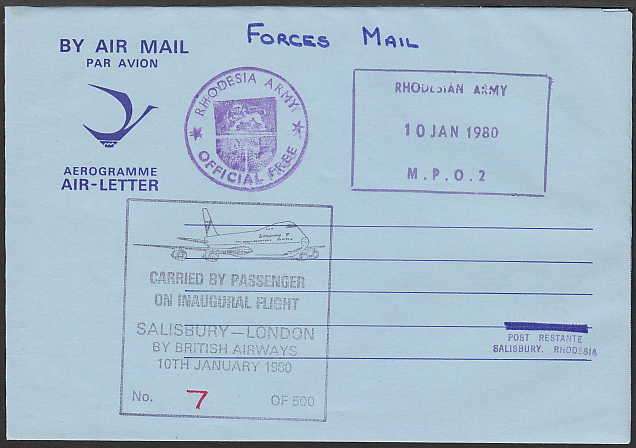 BY AIR MAIL
PAR AVION
AEROGRAMME
AIR-LETTER
FORCES MAIL
RHODESIA ARMY
OFFICIAL FREE
RHODESIAN ARMY
10 JAN 1980
M.P.O.2
CARRIED BY PASSENGER
ON INAUGURAL FLIGHT
SALISBURY—LONDON
BY BRITISH AIRWAYS
10TH JANUARY 1980
No. 7 OF 500
POST RESTANTE
SALISBURY. RHODESIA